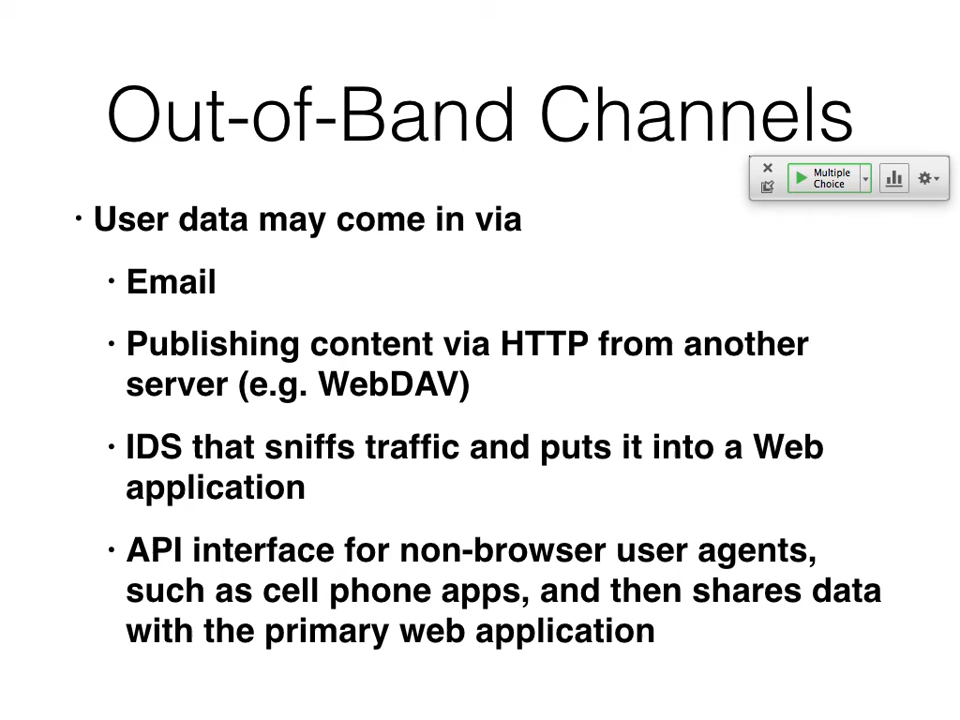 Out-of-Band Channels
Multiple
Choice
• User data may come in via
• Email
• Publishing content via HTTP from another
server (e.g. WebDAV)
• IDS that sniffs traffic and puts it into a Web
application
• API interface for non-browser user agents,
such as cell phone apps, and then shares data
with the primary web application